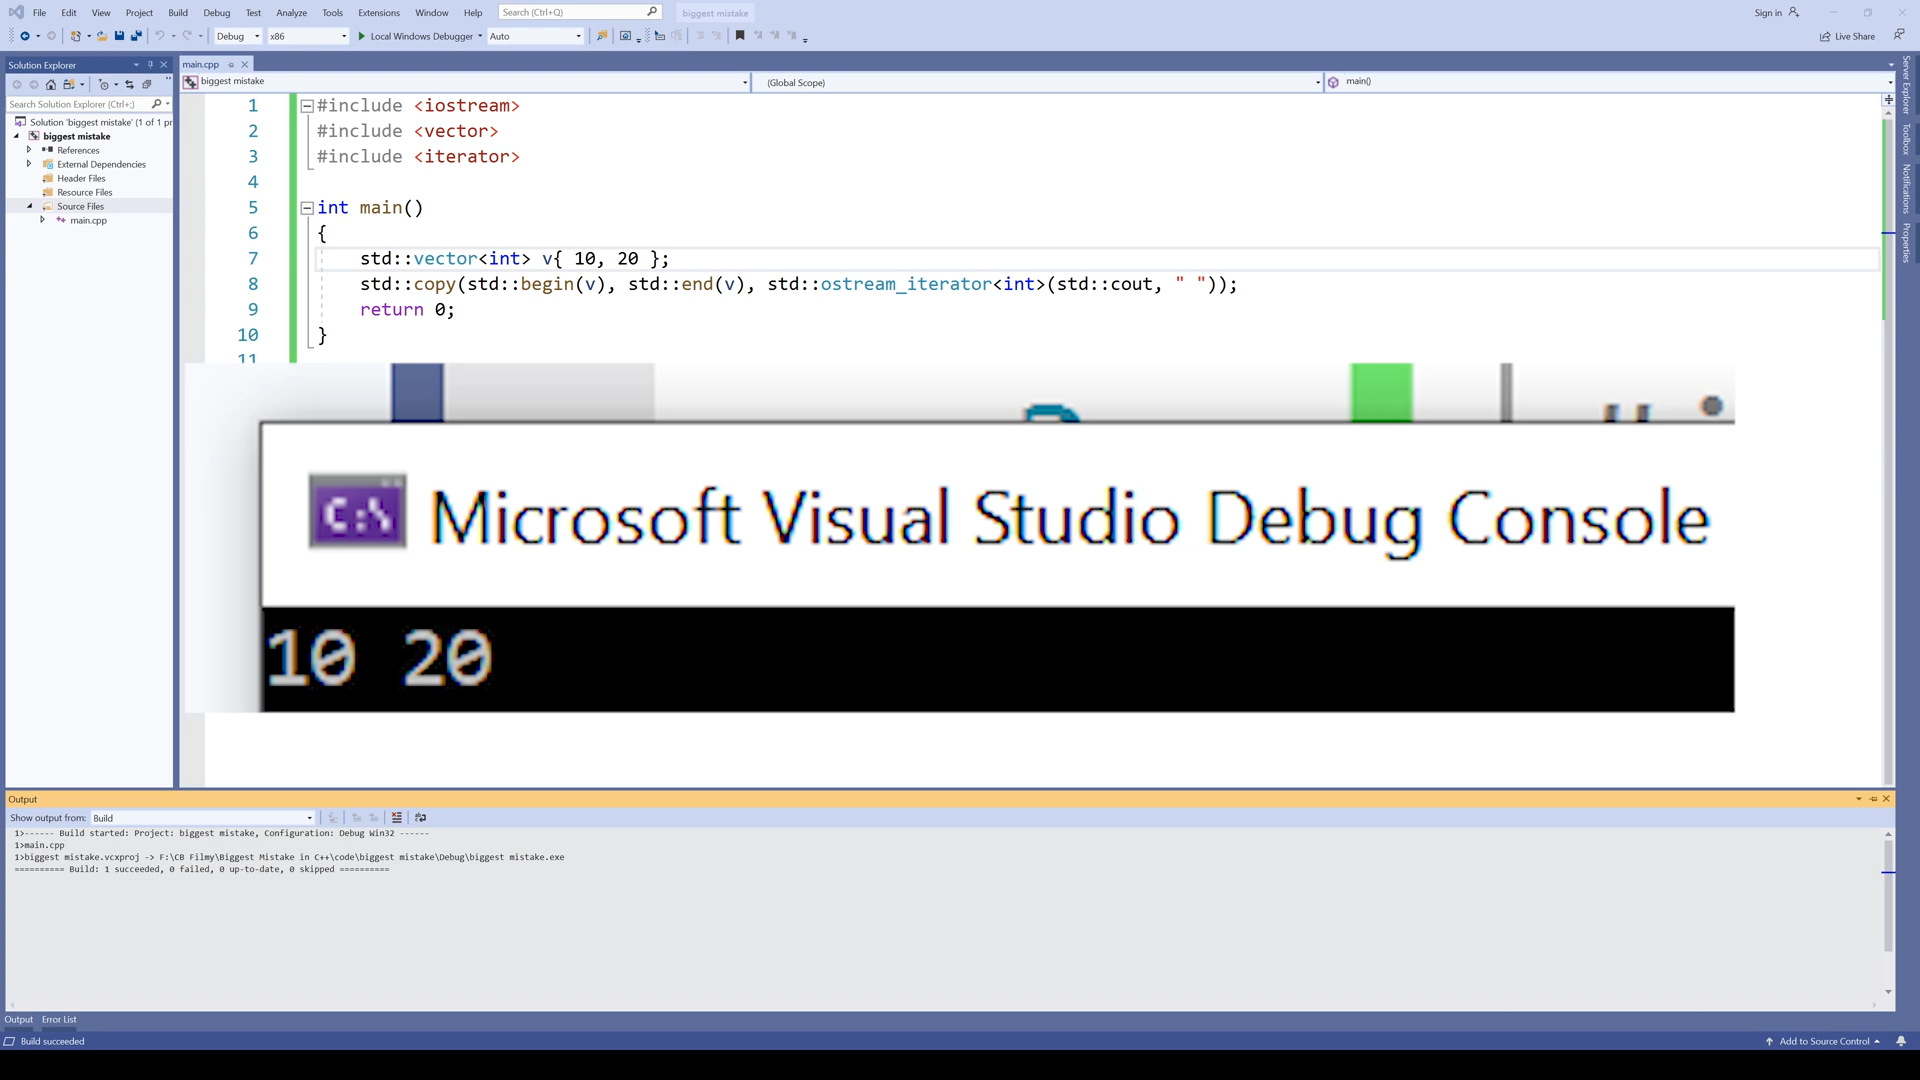 File Edit View Project Build Debug Test Analyze Tools Extensions Window Help Search (Ctrl+Q) biggest mistake Sign in
Debug x86 Local Windows Debugger Auto Live Share
Solution Explorer
Search Solution Explorer (Ctrl+;)
Solution 'biggest mistake' (1 of 1 pr
biggest mistake
References
External Dependencies
Header Files
Resource Files
Source Files
main.cpp
main.cpp
biggest mistake (Global Scope) main()
1 #include <iostream>
2 #include <vector>
3 #include <iterator>
4
5 int main()
6 {
7 std::vector<int> v{ 10, 20 };
8 std::copy(std::begin(v), std::end(v), std::ostream_iterator<int>(std::cout, " "));
9 return 0;
10 }
11
C:\ Microsoft Visual Studio Debug Console
10 20
Server Explorer
Toolbox
Notifications
Properties
Output
Show output from: Build
1>------ Build started: Project: biggest mistake, Configuration: Debug Win32 ------
1>main.cpp
1>biggest mistake.vcxproj -> F:\CB Filmy\Biggest Mistake in C++\code\biggest mistake\Debug\biggest mistake.exe
========== Build: 1 succeeded, 0 failed, 0 up-to-date, 0 skipped ==========
Output Error List
Build succeeded Add to Source Control